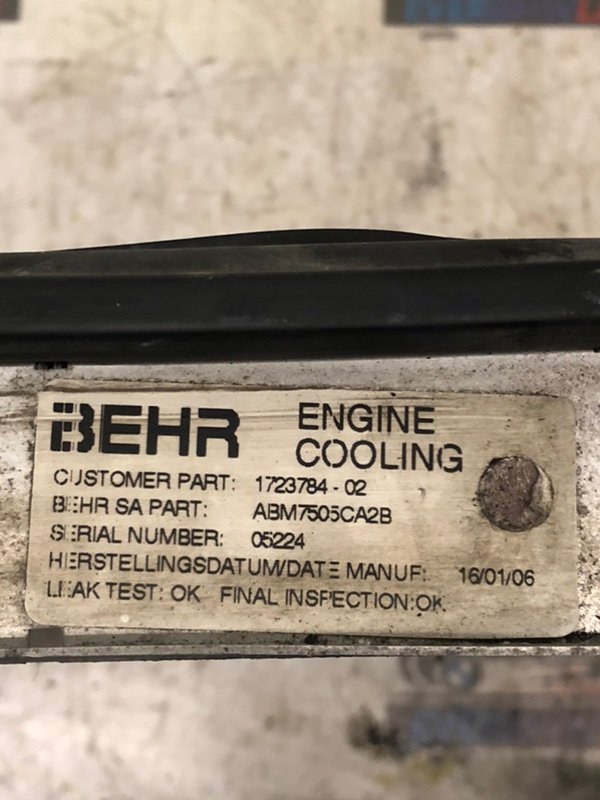 BEHR ENGINE COOLING
CUSTOMER PART: 1723784 - 02
BEHR SA PART: ABM7505CA2B
SERIAL NUMBER: 05224
HERSTELLINGSDATUM/DATE MANUF: 16/01/06
LEAK TEST: OK FINAL INSPECTION:OK